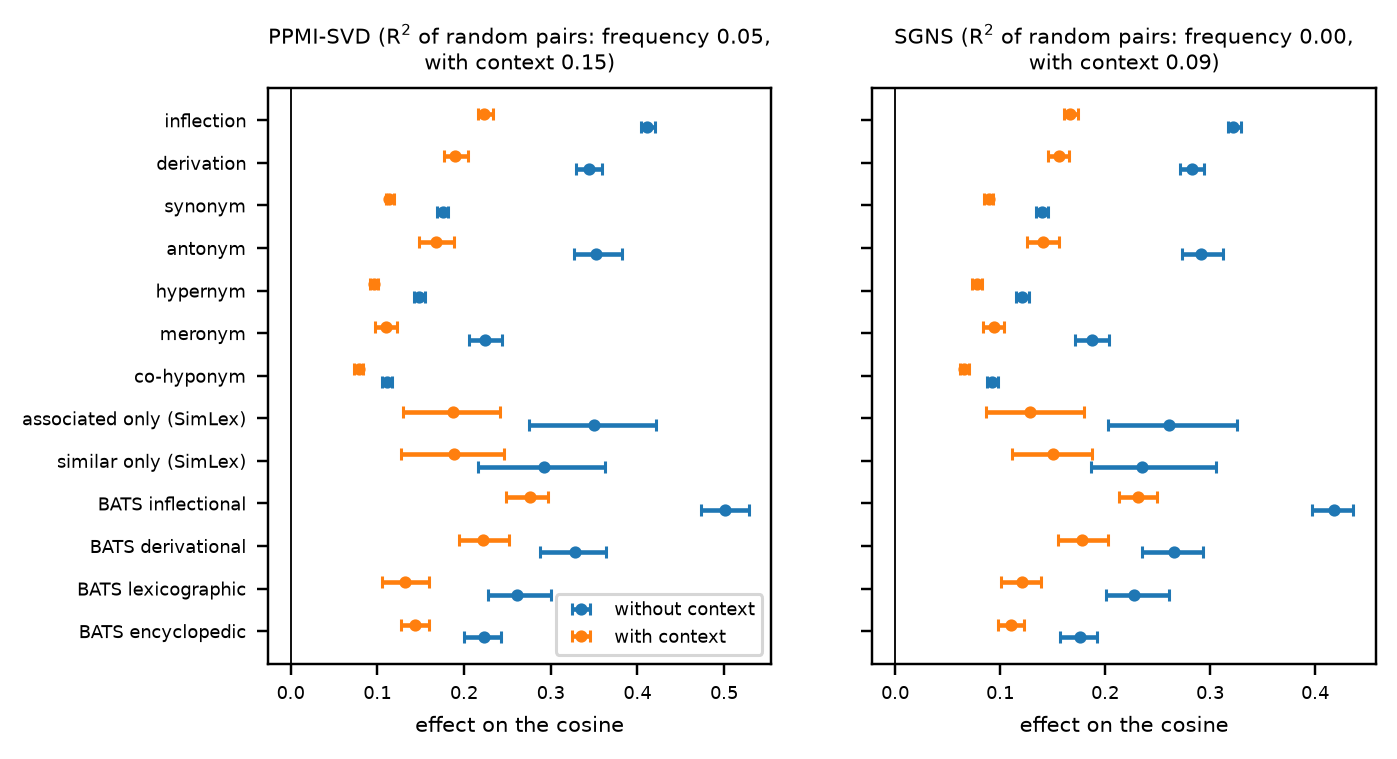 PPMI-SVD (R² of random pairs: frequency 0.05,
with context 0.15)
SGNS (R² of random pairs: frequency 0.00,
with context 0.09)
inflection
derivation
synonym
antonym
hypernym
meronym
co-hyponym
associated only (SimLex)
similar only (SimLex)
BATS inflectional
BATS derivational
BATS lexicographic
BATS encyclopedic
without context
with context
0.0 0.1 0.2 0.3 0.4 0.5
effect on the cosine
0.0 0.1 0.2 0.3 0.4
effect on the cosine